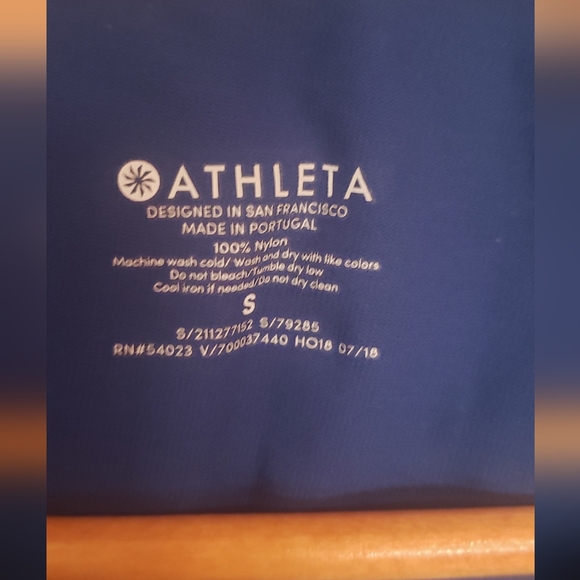 ATHLETA
DESIGNED IN SAN FRANCISCO
MADE IN PORTUGAL
100% Nylon
Machine wash cold/ Wash and dry with like colors
Do not bleach/Tumble dry low
Cool iron if needed/Do not dry clean
S
S/211277152 S/79285
RN#54023 V/700037440 HO18 07/18